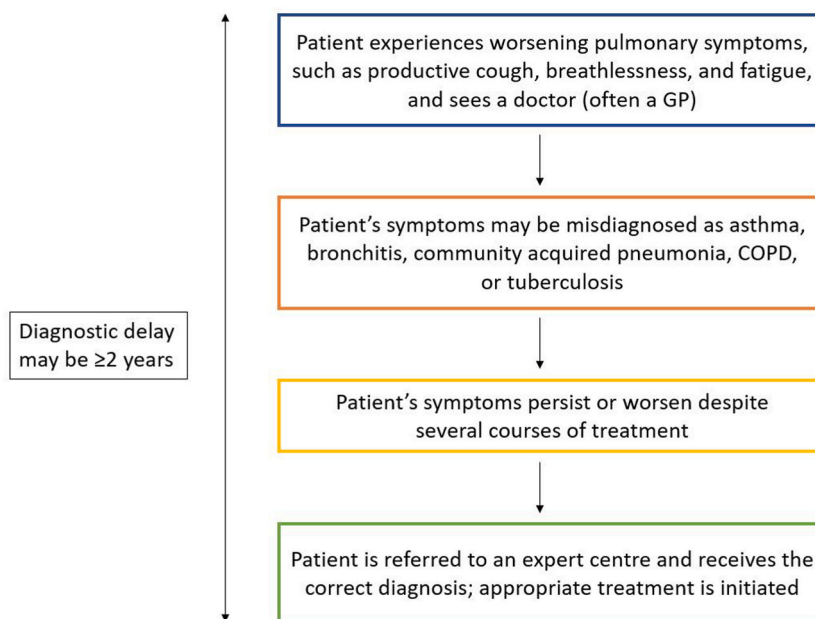 Patient experiences worsening pulmonary symptoms,
such as productive cough, breathlessness, and fatigue,
and sees a doctor (often a GP)
Patient’s symptoms may be misdiagnosed as asthma,
bronchitis, community acquired pneumonia, COPD,
or tuberculosis
Diagnostic delay
may be ≥2 years
Patient’s symptoms persist or worsen despite
several courses of treatment
Patient is referred to an expert centre and receives the
correct diagnosis; appropriate treatment is initiated